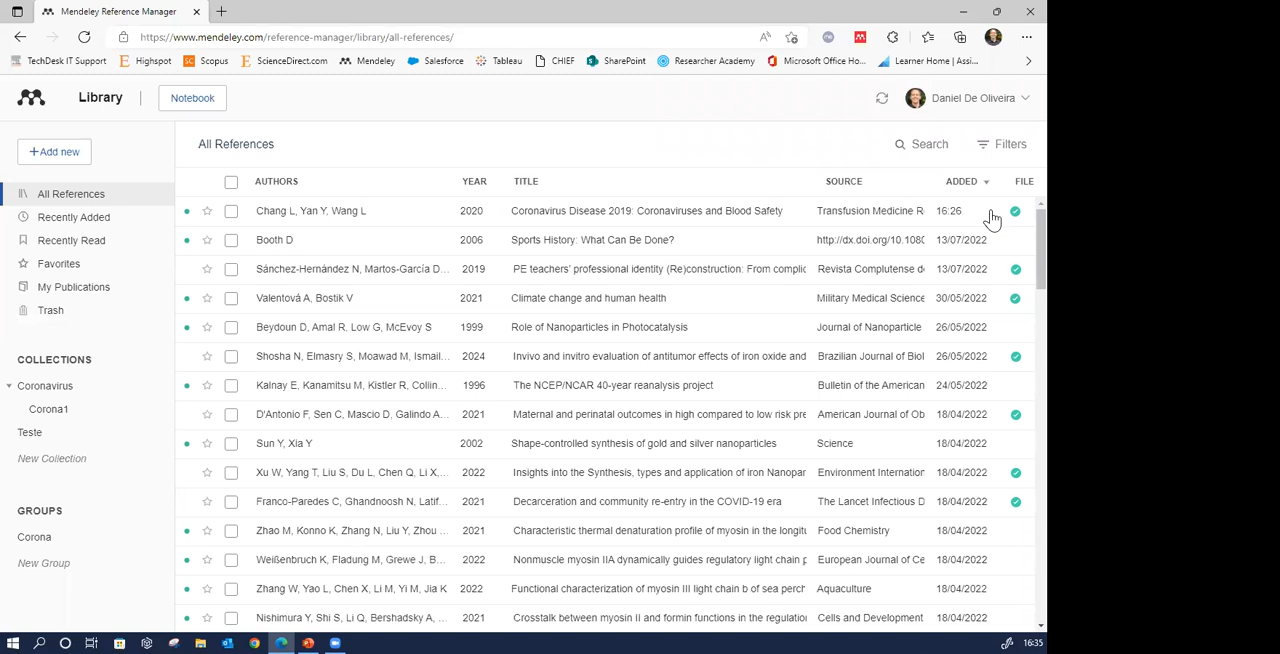 Mendeley Reference Manager
https://www.mendeley.com/reference-manager/library/all-references/
TechDesk IT Support Highspot Scopus ScienceDirect.com Mendeley Salesforce Tableau CHIEF SharePoint Researcher Academy Microsoft Office Ho... Learner Home | Assi...
Library | Notebook Daniel De Oliveira
+Add new
All References
Recently Added
Recently Read
Favorites
My Publications
Trash
COLLECTIONS
Coronavirus
Corona1
Teste
New Collection
GROUPS
Corona
New Group
All References Search Filters
AUTHORS YEAR TITLE SOURCE ADDED FILE
Chang L, Yan Y, Wang L 2020 Coronavirus Disease 2019: Coronaviruses and Blood Safety Transfusion Medicine R 16:26
Booth D 2006 Sports History: What Can Be Done? http://dx.doi.org/10.1080 13/07/2022
Sánchez-Hernández N, Martos-García D... 2019 PE teachers' professional identity (Re)construction: From complic Revista Complutense d 13/07/2022
Valentová A, Bostik V 2021 Climate change and human health Military Medical Science 30/05/2022
Beydoun D, Amal R, Low G, McEvoy S 1999 Role of Nanoparticles in Photocatalysis Journal of Nanoparticle 26/05/2022
Shosha N, Elmasry S, Moawad M, Ismail... 2024 Invivo and invitro evaluation of antitumor effects of iron oxide and Brazilian Journal of Biol 26/05/2022
Kalnay E, Kanamitsu M, Kistler R, Collin... 1996 The NCEP/NCAR 40-year reanalysis project Bulletin of the American 24/05/2022
D'Antonio F, Sen C, Mascio D, Galindo A... 2021 Maternal and perinatal outcomes in high compared to low risk pre American Journal of Ob 18/04/2022
Sun Y, Xia Y 2002 Shape-controlled synthesis of gold and silver nanoparticles Science 18/04/2022
Xu W, Yang T, Liu S, Du L, Chen Q, Li X,... 2022 Insights into the Synthesis, types and application of iron Nanopar Environment Internation 18/04/2022
Franco-Paredes C, Ghandnoosh N, Latif... 2021 Decarceration and community re-entry in the COVID-19 era The Lancet Infectious D 18/04/2022
Zhao M, Konno K, Zhang N, Liu Y, Zhou ... 2021 Characteristic thermal denaturation profile of myosin in the longitu Food Chemistry 18/04/2022
Weißenbruch K, Fladung M, Grewe J, B... 2022 Nonmuscle myosin IIA dynamically guides regulatory light chain p European Journal of Ce 18/04/2022
Zhang W, Yao L, Chen X, Li M, Yi M, Jia K 2022 Functional characterization of myosin III light chain b of sea perch Aquaculture 18/04/2022
Nishimura Y, Shi S, Li Q, Bershadsky A, ... 2021 Crosstalk between myosin II and formin functions in the regulation Cells and Development 18/04/2022
16:35